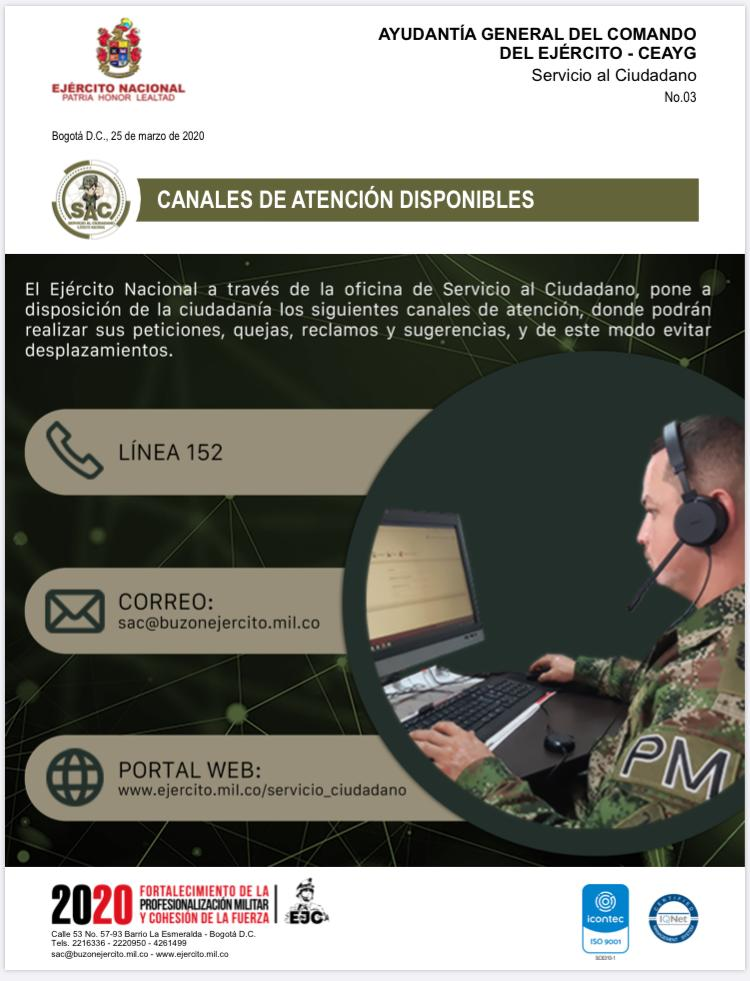 AYUDANTÍA GENERAL DEL COMANDO
DEL EJÉRCITO - CEAYG
Servicio al Ciudadano
No.03
EJÉRCITO NACIONAL
PATRIA HONOR LEALTAD
Bogotá D.C., 25 de marzo de 2020
SAC
CANALES DE ATENCIÓN DISPONIBLES
El Ejército Nacional a través de la oficina de Servicio al Ciudadano, pone a
disposición de la ciudadanía los siguientes canales de atención, donde podrán
realizar sus peticiones, quejas, reclamos y sugerencias, y de este modo evitar
desplazamientos.
LÍNEA 152
CORREO:
sac@buzonejercito.mil.co
PORTAL WEB:
www.ejercito.mil.co/servicio_ciudadano
PM
2020 FORTALECIMIENTO DE LA
PROFESIONALIZACIÓN MILITAR
Y COHESIÓN DE LA FUERZA
EJC
Calle 53 No. 57-93 Barrio La Esmeralda - Bogotá D.C.
Tels. 2216336 - 2220950 - 4261499
sac@buzonejercito.mil.co - www.ejercito.mil.co
icontec
ISO 9001
CERTIFIED
IQNet
MANAGEMENT SYSTEM